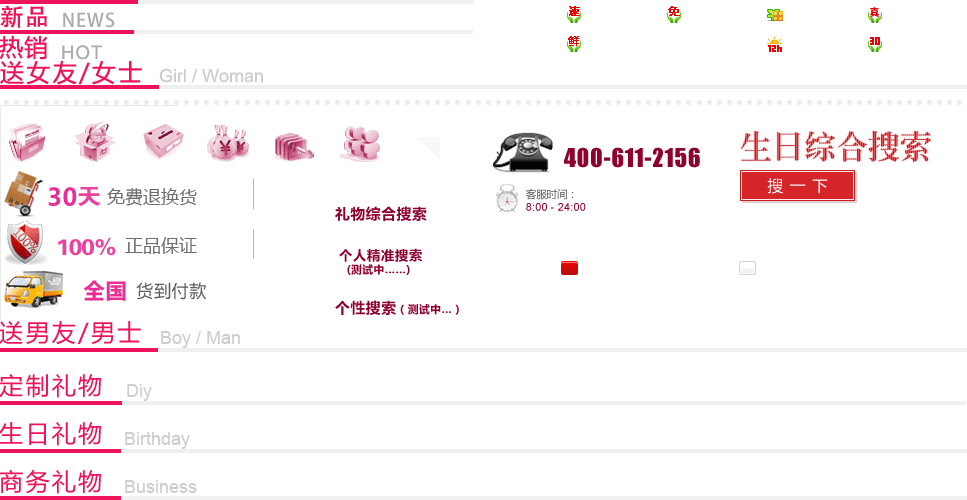 新品 NEWS
速 免 真
热销 HOT
鲜 12h 30
送女友/女士 Girl / Woman
400-611-2156
生日综合搜索
搜一下
30天 免费退换货
客服时间：
8:00 - 24:00
礼物综合搜索
100%
100% 正品保证
个人精准搜索
(测试中……)
全国 货到付款
个性搜索 ( 测试中... )
送男友/男士 Boy / Man
定制礼物 Diy
生日礼物 Birthday
商务礼物 Business